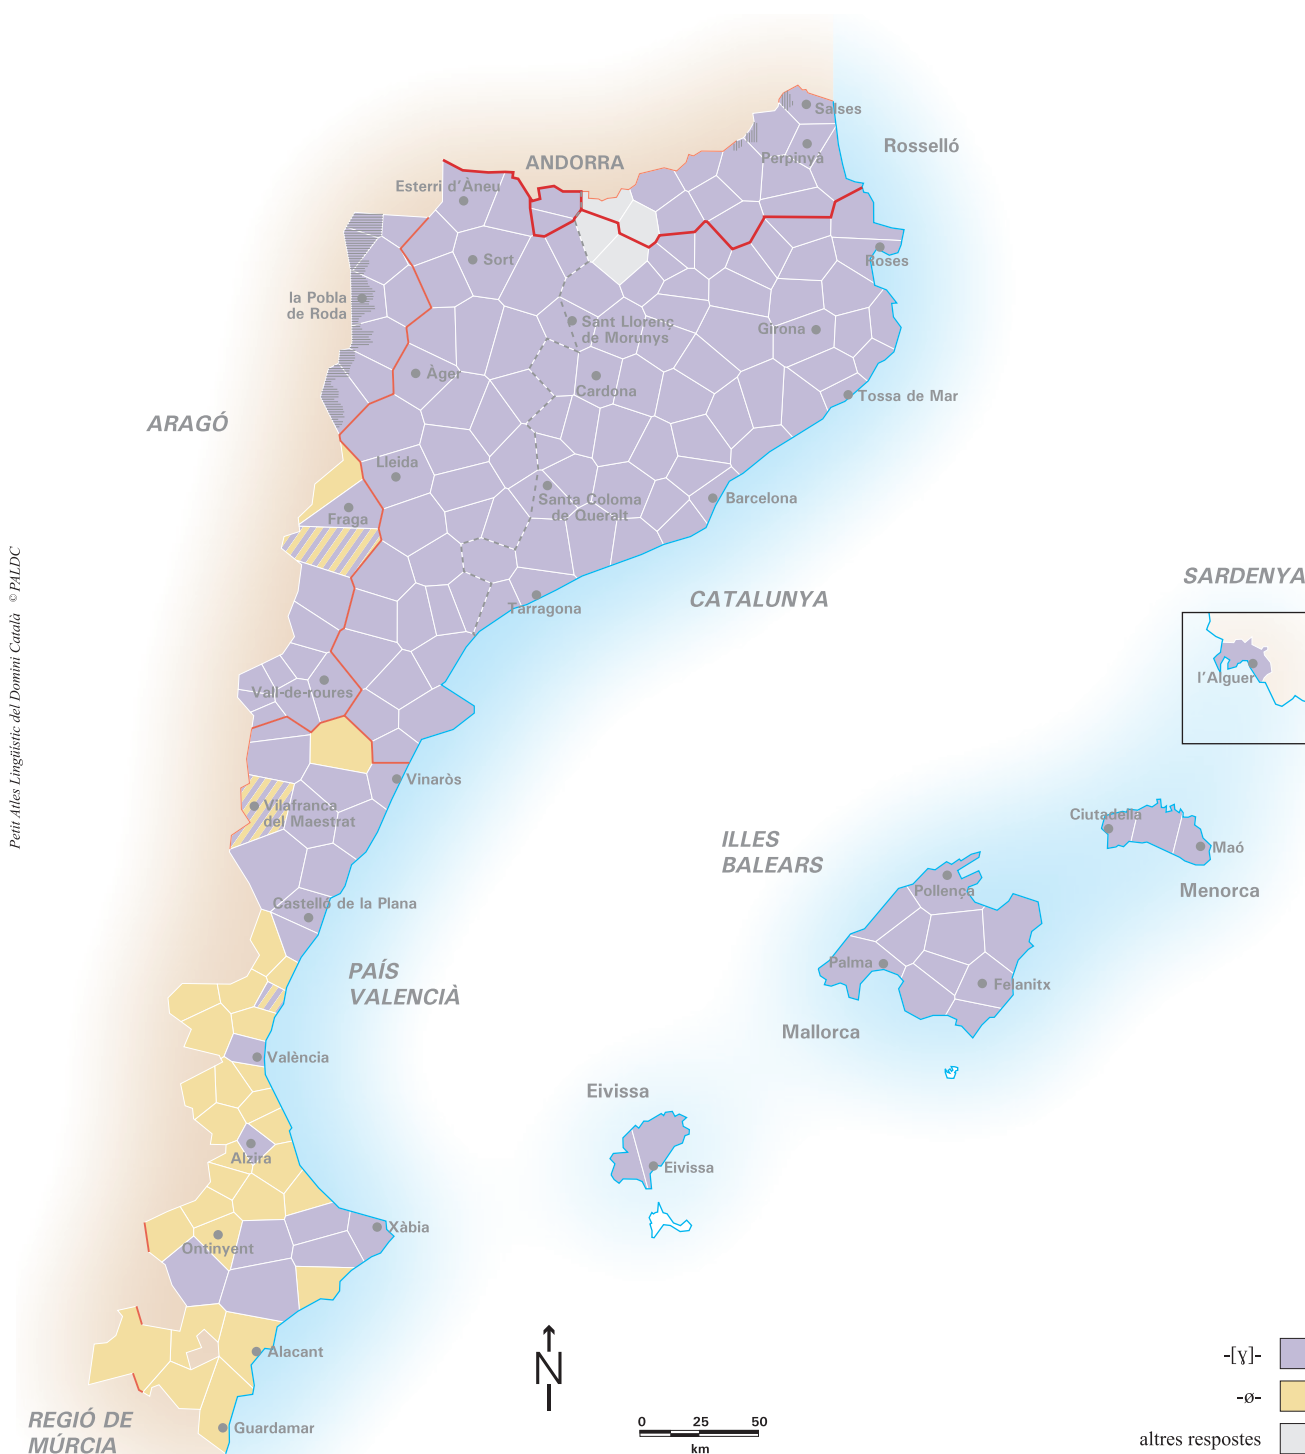 Salses
Rosselló
Perpinyà
ANDORRA
Esterri d'Àneu
Roses
Sort
la Pobla
de Roda
Sant Llorenç
de Morunys
Girona
Àger
Cardona
Tossa de Mar
ARAGÓ
Lleida
Santa Coloma
de Queralt
Barcelona
Fraga
Petit Atles Lingüístic del Domini Català © PALDC
SARDENYA
CATALUNYA
Tarragona
l'Alguer
Vall-de-roures
Vinaròs
Vilafranca
del Maestrat
Ciutadella
ILLES
BALEARS
Maó
Menorca
Pollença
Castelló de la Plana
PAÍS
VALENCIÀ
Palma
Felanitx
Mallorca
València
Eivissa
Alzira
Eivissa
Xàbia
Ontinyent
Alacant
N
-[ɣ]-
-ø-
REGIÓ DE
MÚRCIA
Guardamar
0 25 50
km
altres respostes